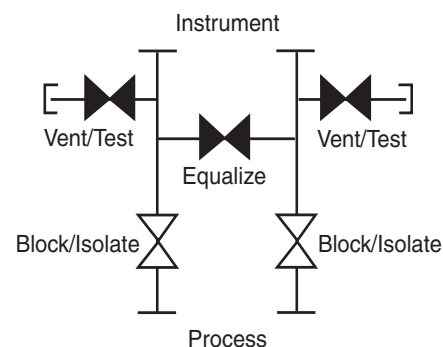 Instrument
Vent/Test
Vent/Test
Equalize
Block/Isolate
Block/Isolate
Process